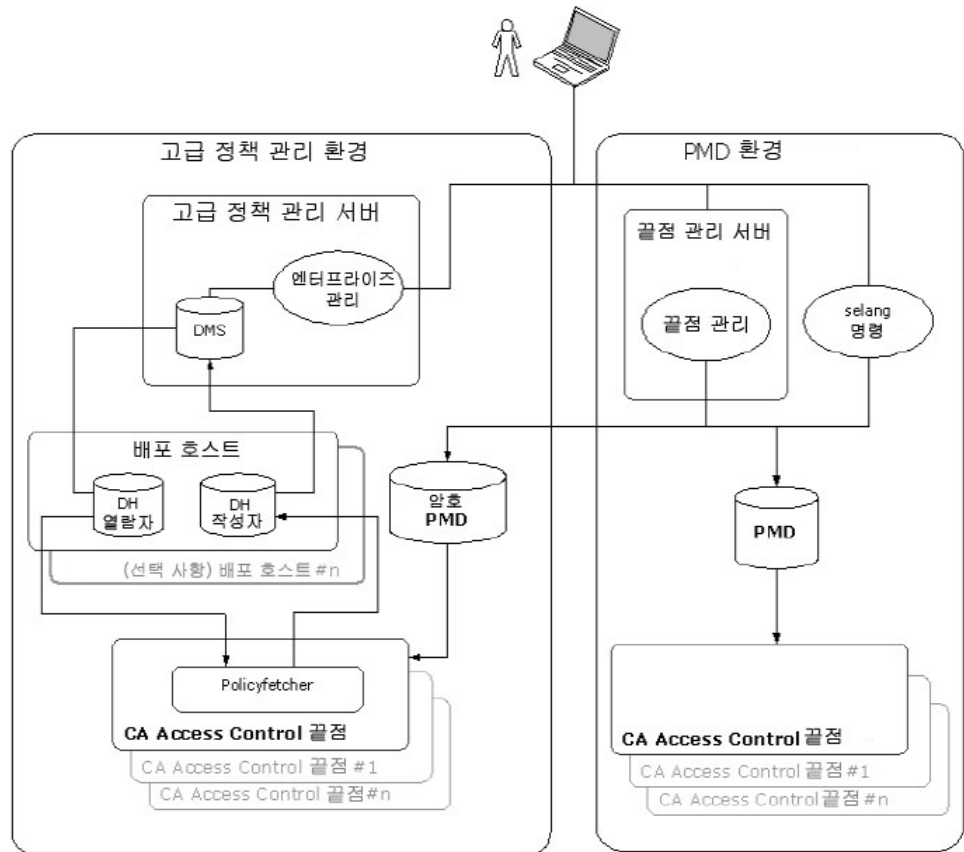 고급 정책 관리 환경
고급 정책 관리 서버
엔터프라이즈
관리
DMS
배포 호스트
DH
열람자
DH
작성자
(선택 사항) 배포 호스트 #n
암호
PMD
Policyfetcher
CA Access Control 끝점
CA Access Control 끝점 #1
CA Access Control 끝점#n
PMD 환경
끝점 관리 서버
끝점 관리
selang
명령
PMD
CA Access Control 끝점
CA Access Control 끝점#1
CA Access Control 끝점#n